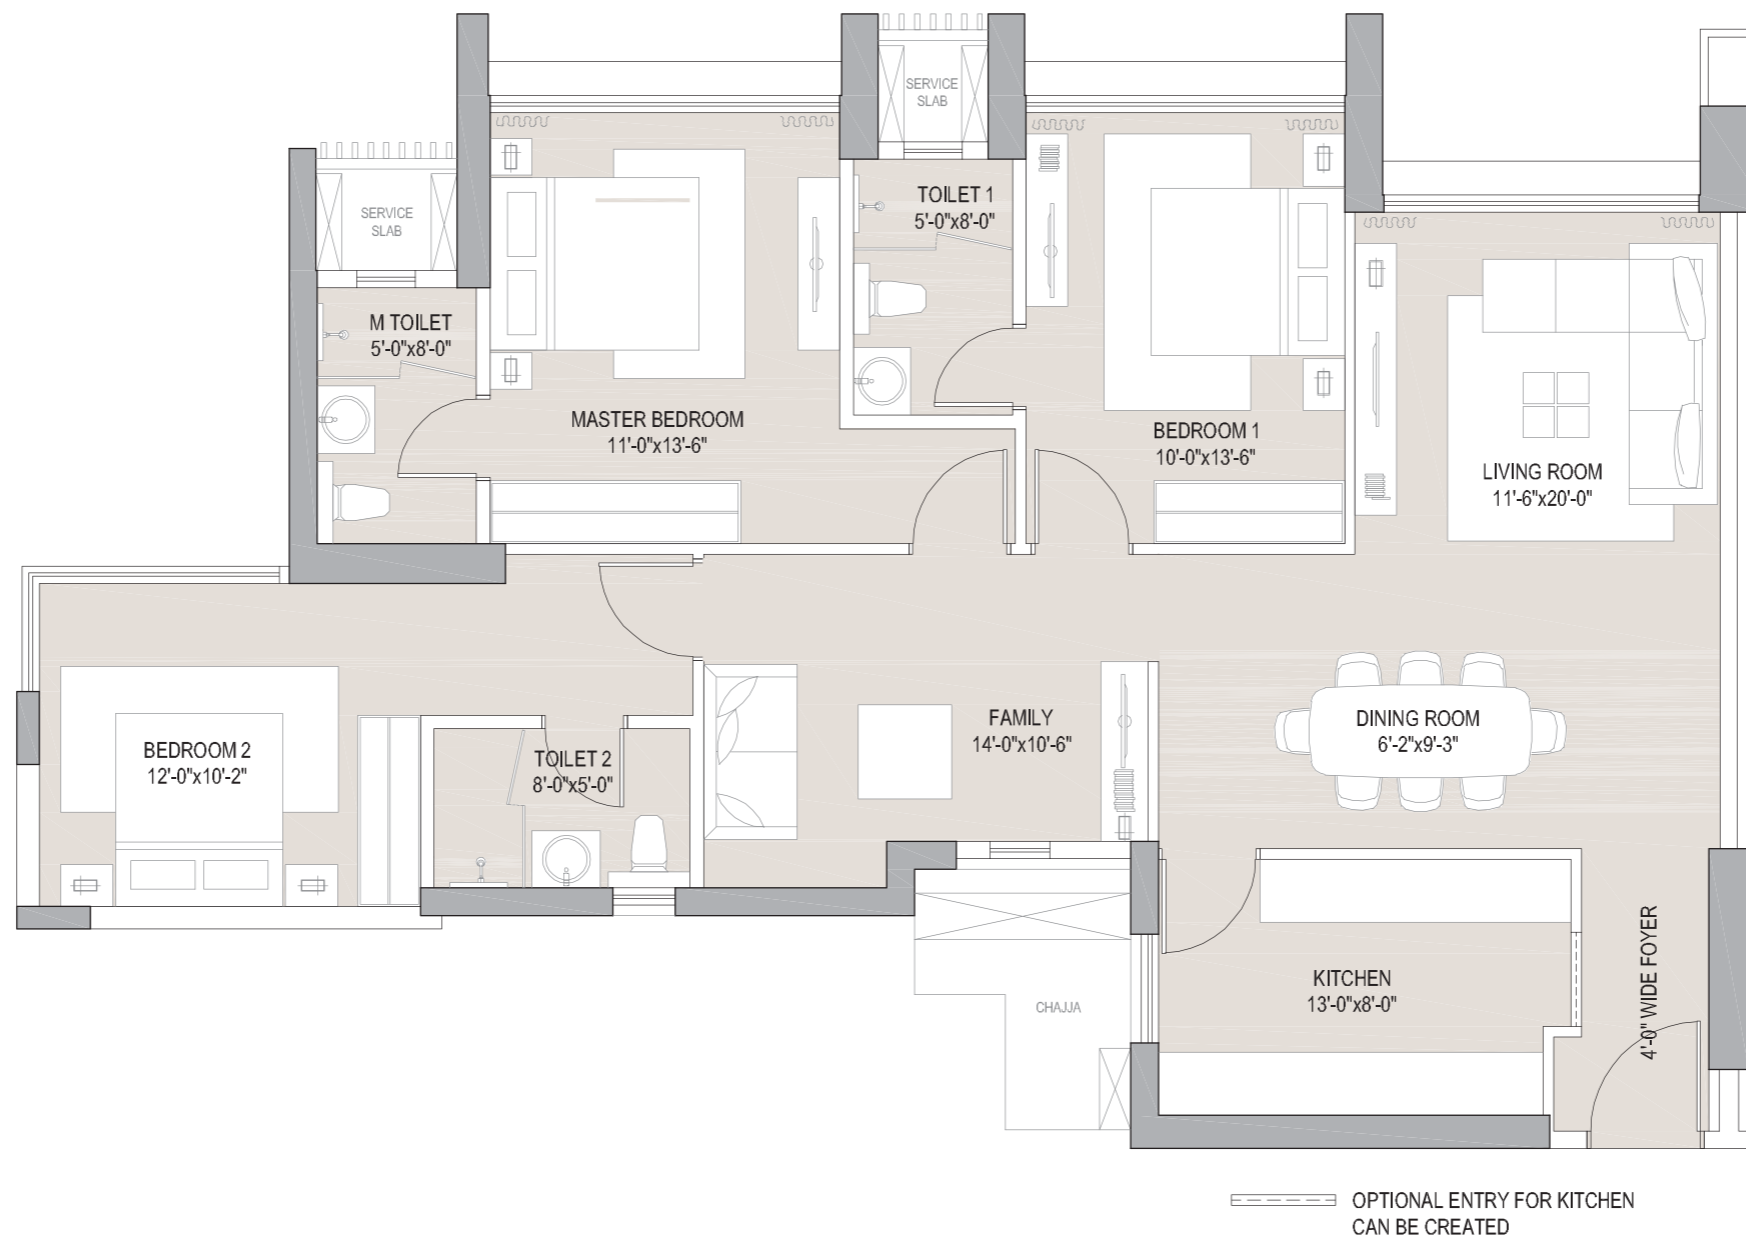 SERVICE
SLAB
SERVICE
SLAB
TOILET 1
5'-0"x8'-0"
M TOILET
5'-0"x8'-0"
MASTER BEDROOM
11'-0"x13'-6"
BEDROOM 1
10'-0"x13'-6"
LIVING ROOM
11'-6"x20'-0"
BEDROOM 2
12'-0"x10'-2"
TOILET 2
8'-0"x5'-0"
FAMILY
14'-0"x10'-6"
DINING ROOM
6'-2"x9'-3"
KITCHEN
13'-0"x8'-0"
4'-0" WIDE FOYER
CHAJJA
OPTIONAL ENTRY FOR KITCHEN
CAN BE CREATED